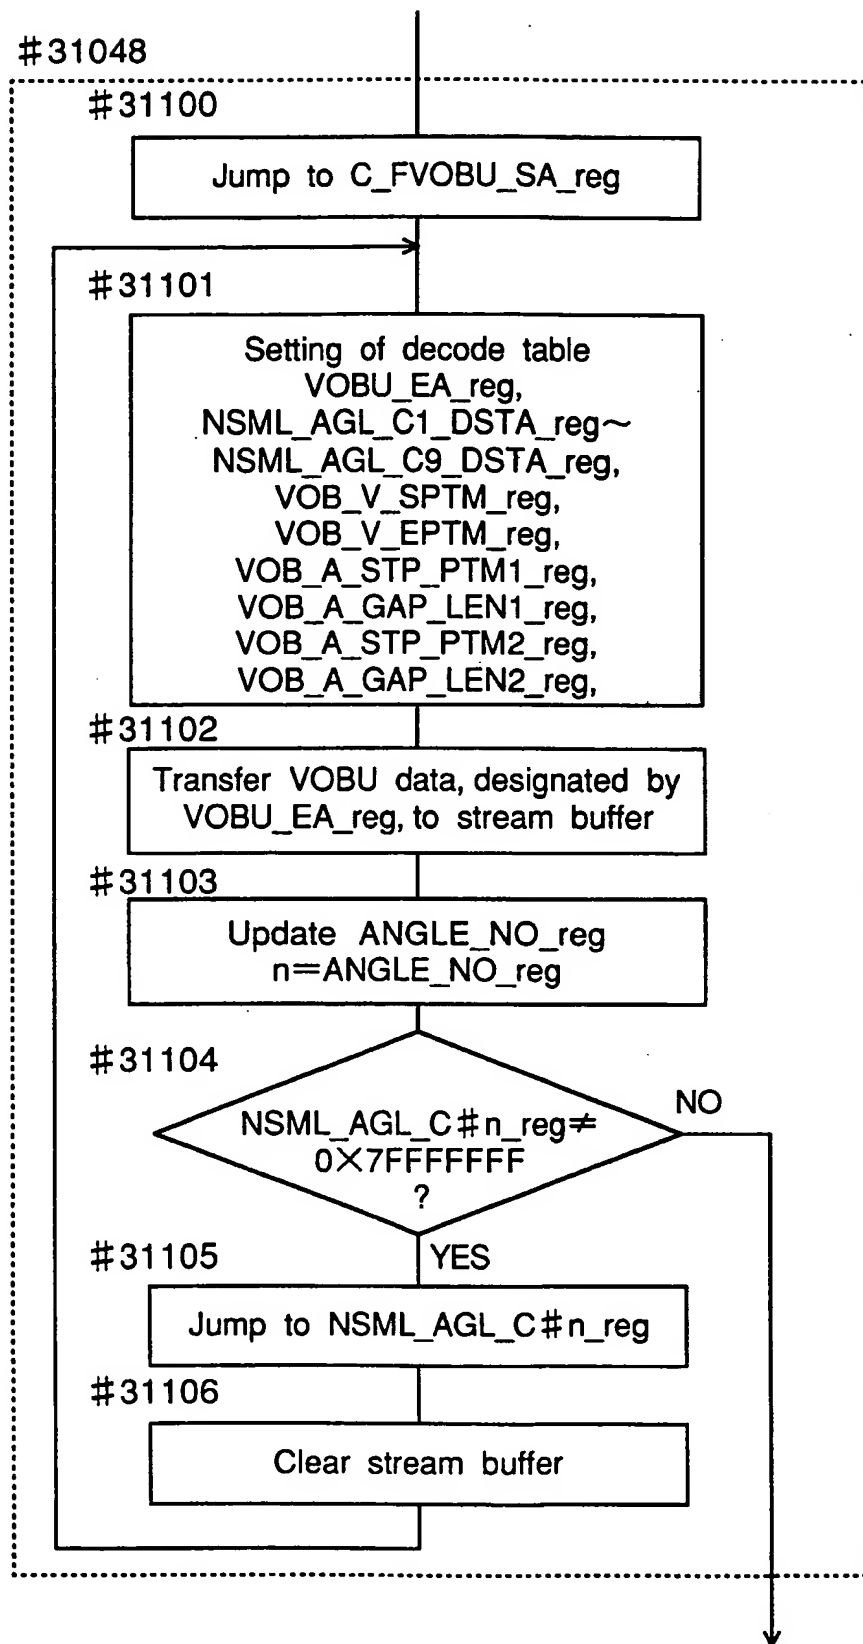 #31048
#31100
Jump to C_FVOBU_SA_reg
#31101
Setting of decode table
VOBU_EA_reg,
NSML_AGL_C1_DSTA_reg~
NSML_AGL_C9_DSTA_reg,
VOB_V_SPTM_reg,
VOB_V_EPTM_reg,
VOB_A_STP_PTM1_reg,
VOB_A_GAP_LEN1_reg,
VOB_A_STP_PTM2_reg,
VOB_A_GAP_LEN2_reg,
#31102
Transfer VOBU data, designated by
VOBU_EA_reg, to stream buffer
#31103
Update ANGLE_NO_reg
n=ANGLE_NO_reg
#31104
NSML_AGL_C#n_reg≠
0×7FFFFFFF
?
NO
YES
#31105
Jump to NSML_AGL_C#n_reg
#31106
Clear stream buffer